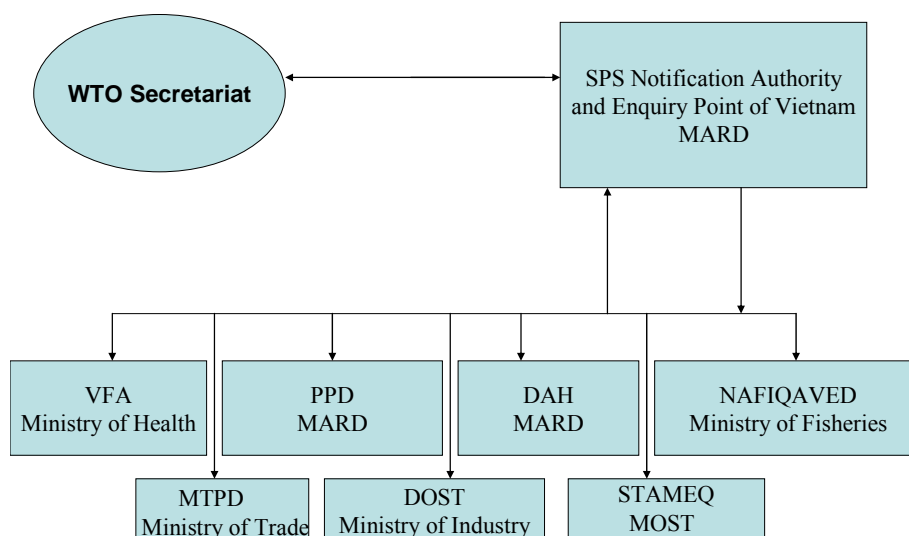 WTO Secretariat
SPS Notification Authority
and Enquiry Point of Vietnam
MARD
VFA
Ministry of Health
PPD
MARD
DAH
MARD
NAFIQAVED
Ministry of Fisheries
MTPD
Ministry of Trade
DOST
Ministry of Industry
STAMEQ
MOST